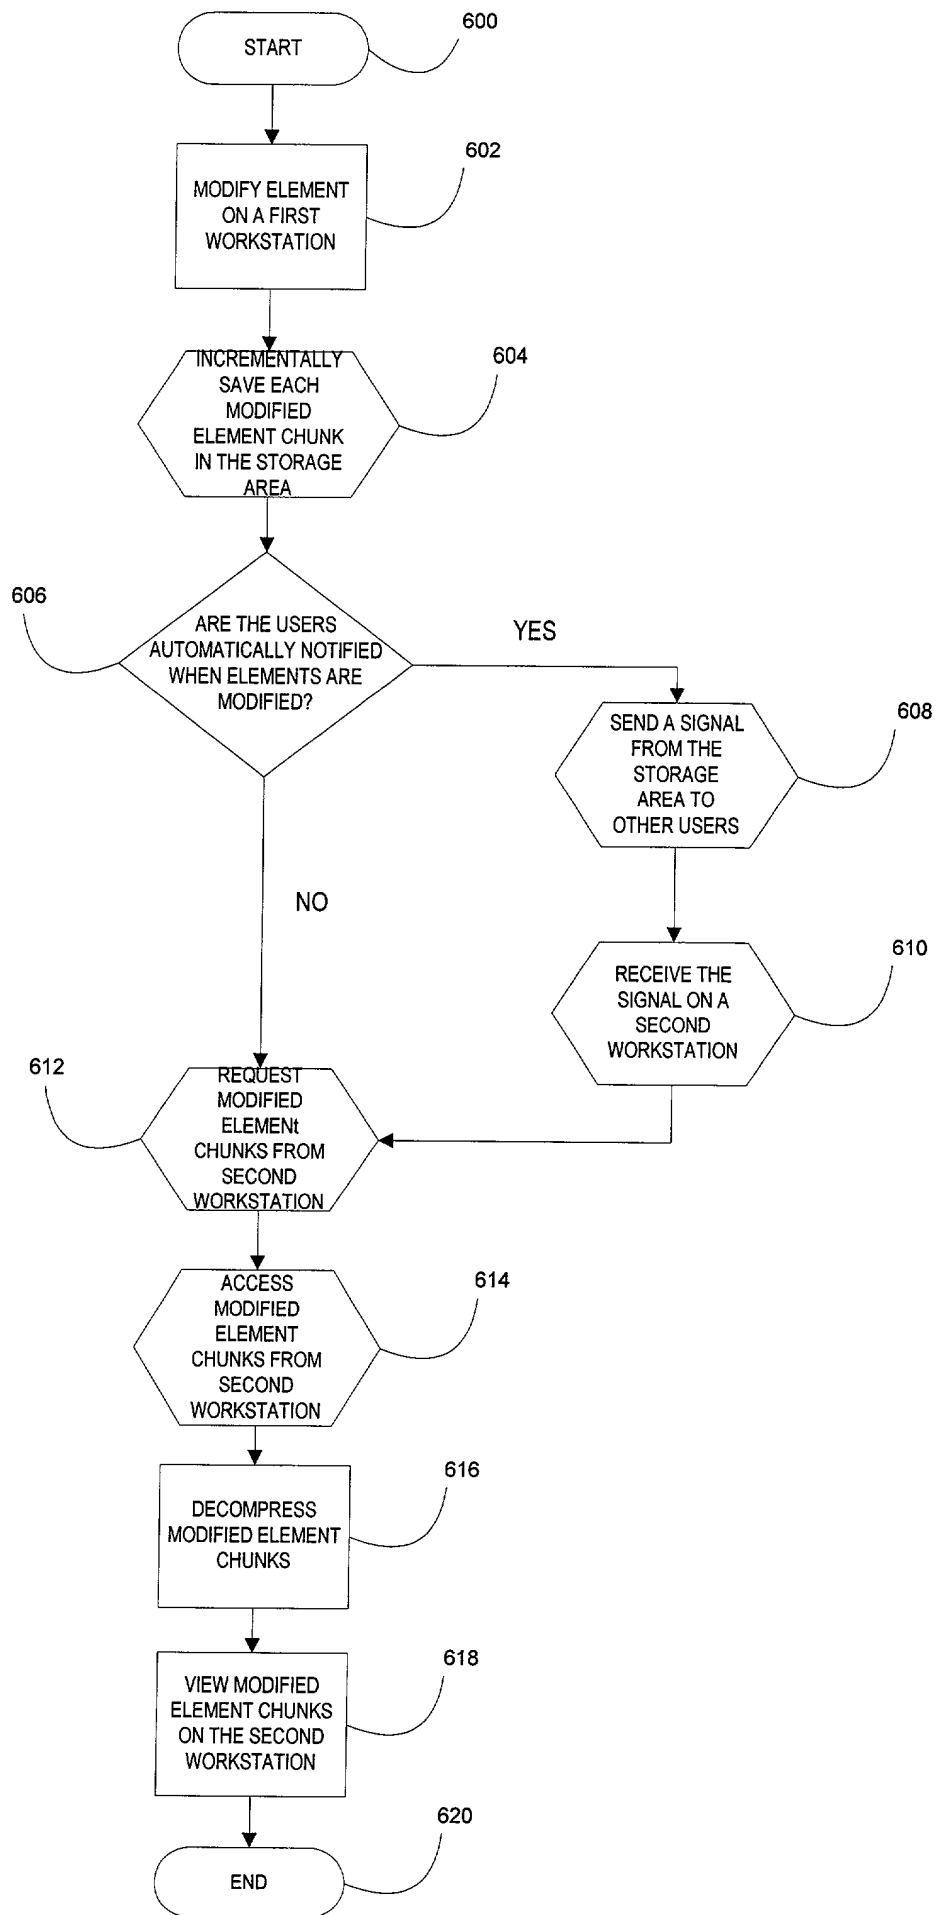 START
600
602
MODIFY ELEMENT
ON A FIRST
WORKSTATION
604
INCREMENTALLY
SAVE EACH
MODIFIED
ELEMENT CHUNK
IN THE STORAGE
AREA
606
ARE THE USERS
AUTOMATICALLY NOTIFIED
WHEN ELEMENTS ARE
MODIFIED?
YES
608
SEND A SIGNAL
FROM THE
STORAGE
AREA TO
OTHER USERS
NO
610
RECEIVE THE
SIGNAL ON A
SECOND
WORKSTATION
612
REQUEST
MODIFIED
ELEMENt
CHUNKS FROM
SECOND
WORKSTATION
614
ACCESS
MODIFIED
ELEMENT
CHUNKS FROM
SECOND
WORKSTATION
616
DECOMPRESS
MODIFIED ELEMENT
CHUNKS
618
VIEW MODIFIED
ELEMENT CHUNKS
ON THE SECOND
WORKSTATION
620
END